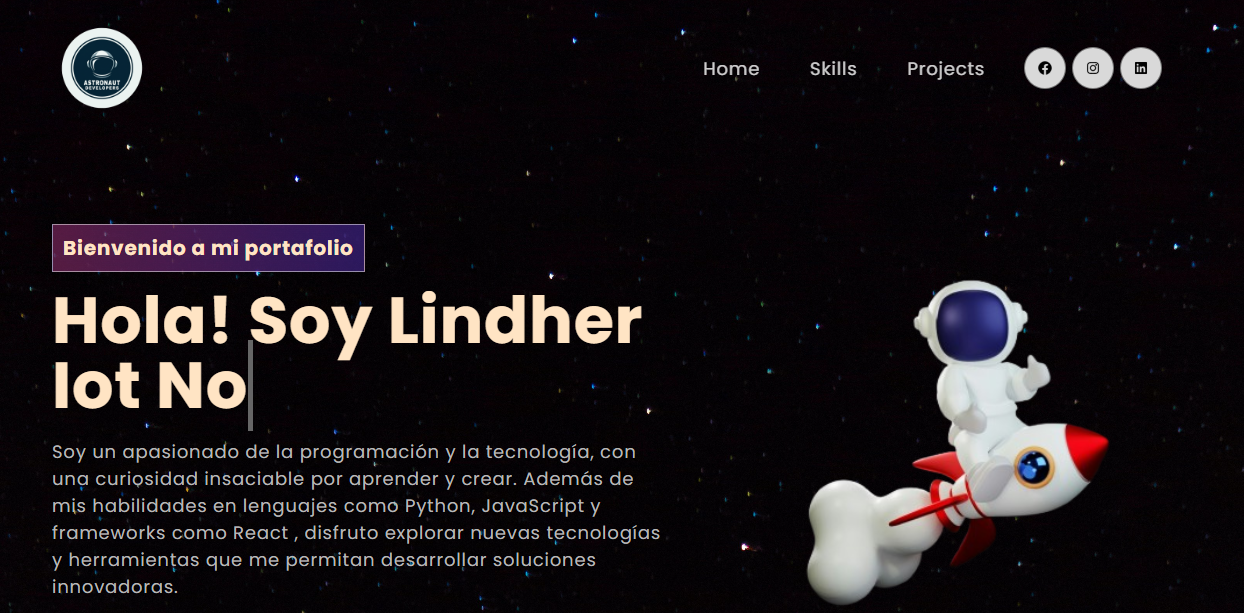 ASTRONAUT
DEVELOPERS
Home Skills Projects
Bienvenido a mi portafolio
Hola! Soy Lindher
Iot No
Soy un apasionado de la programación y la tecnología, con
una curiosidad insaciable por aprender y crear. Además de
mis habilidades en lenguajes como Python, JavaScript y
frameworks como React , disfruto explorar nuevas tecnologías
y herramientas que me permitan desarrollar soluciones
innovadoras.